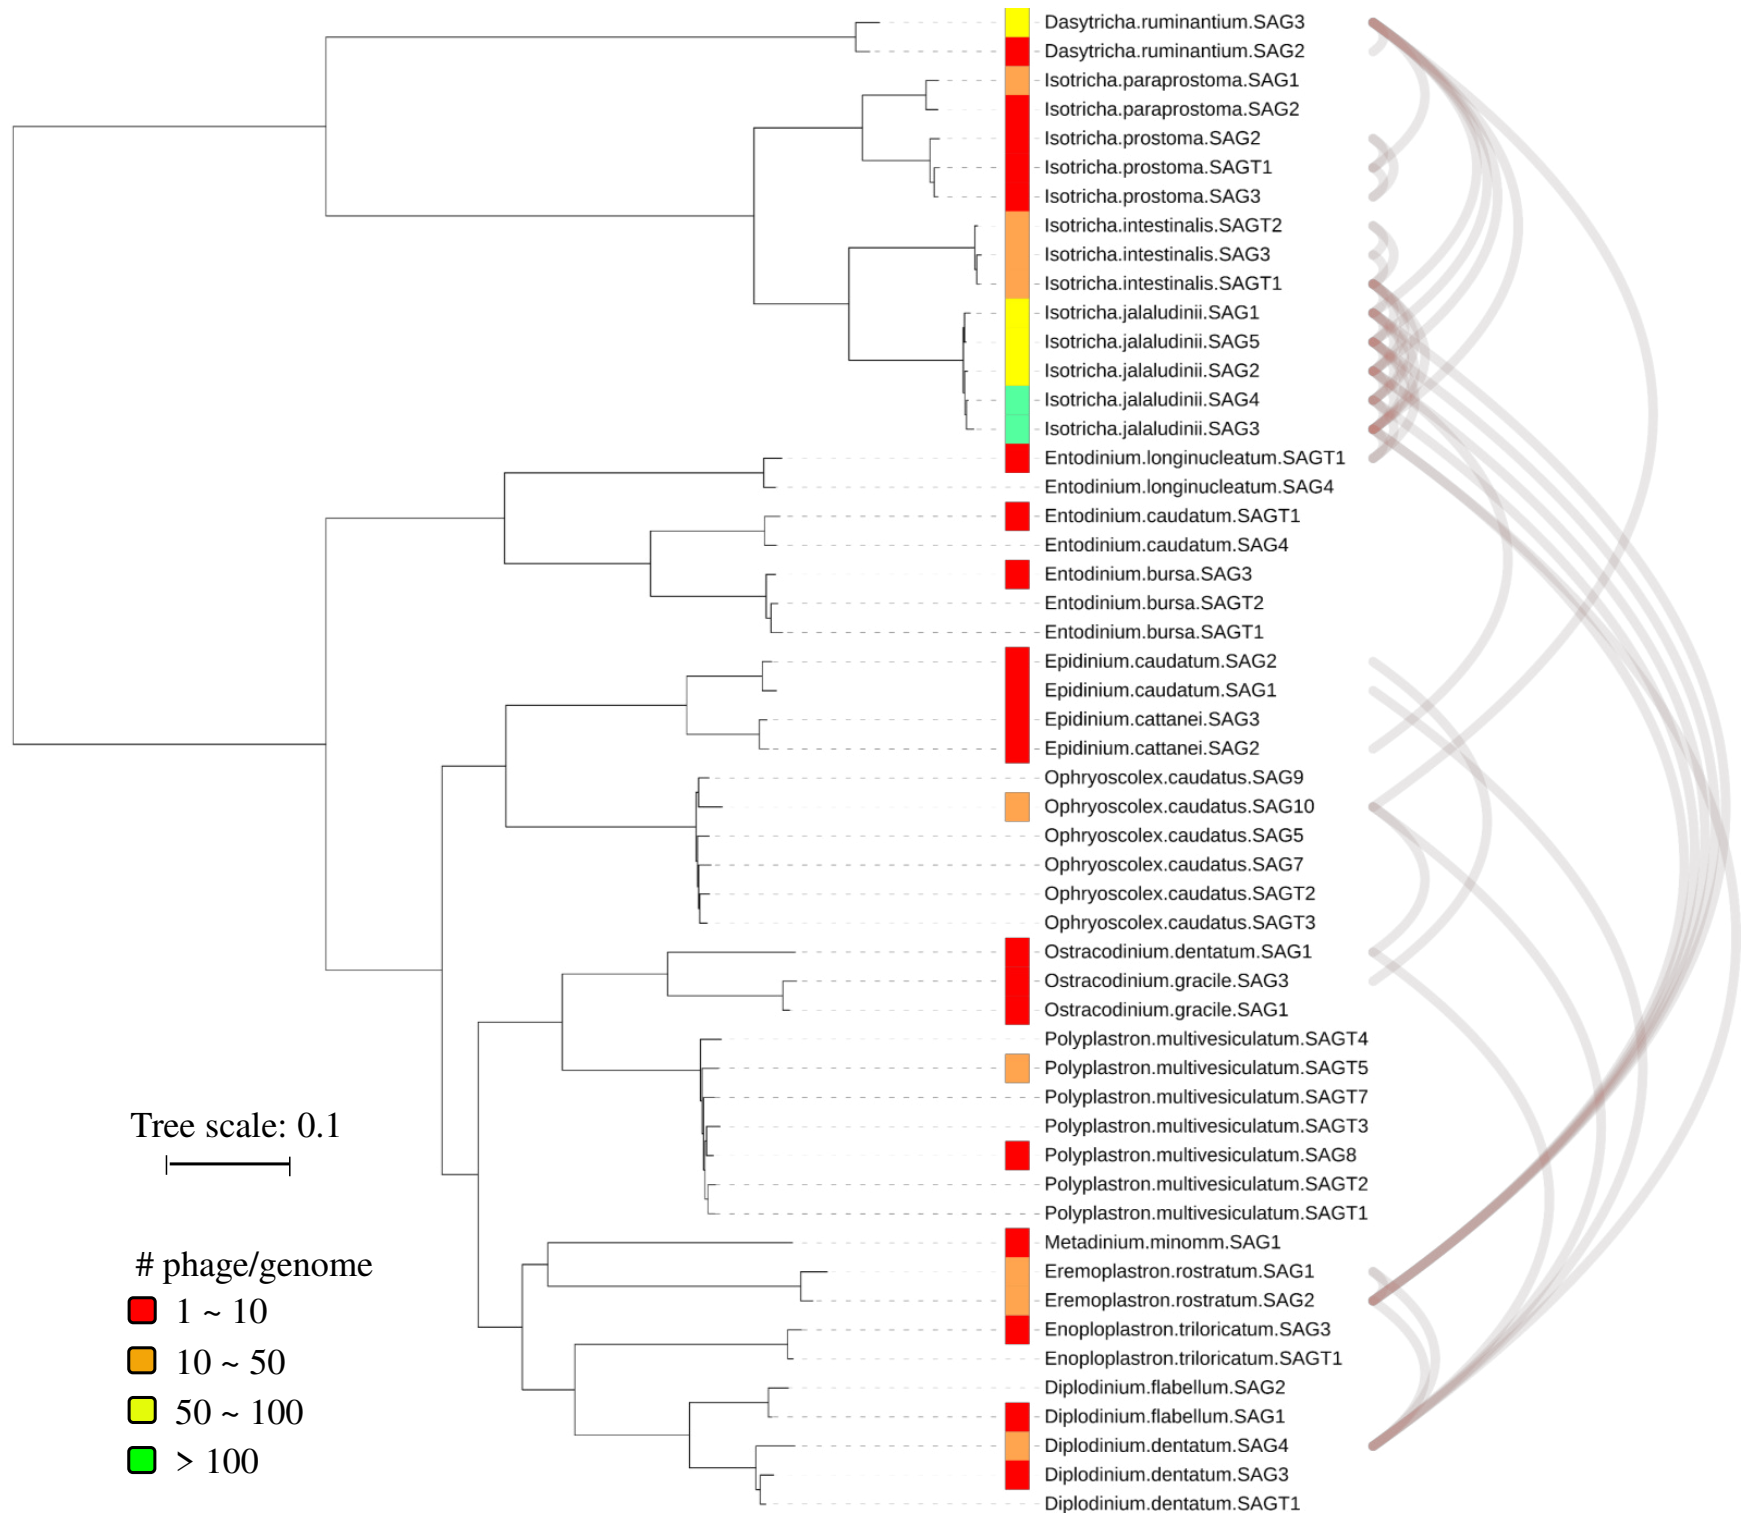 Dasytricha.ruminantium.SAG3
Dasytricha.ruminantium.SAG2
Isotricha.paraprostoma.SAG1
Isotricha.paraprostoma.SAG2
Isotricha.prostoma.SAG2
Isotricha.prostoma.SAGT1
Isotricha.prostoma.SAG3
Isotricha.intestinalis.SAGT2
Isotricha.intestinalis.SAG3
Isotricha.intestinalis.SAGT1
Isotricha.jalaludinii.SAG1
Isotricha.jalaludinii.SAG5
Isotricha.jalaludinii.SAG2
Isotricha.jalaludinii.SAG4
Isotricha.jalaludinii.SAG3
Entodinium.longinucleatum.SAGT1
Entodinium.longinucleatum.SAG4
Entodinium.caudatum.SAGT1
Entodinium.caudatum.SAG4
Entodinium.bursa.SAG3
Entodinium.bursa.SAGT2
Entodinium.bursa.SAGT1
Epidinium.caudatum.SAG2
Epidinium.caudatum.SAG1
Epidinium.cattanei.SAG3
Epidinium.cattanei.SAG2
Ophryoscolex.caudatus.SAG9
Ophryoscolex.caudatus.SAG10
Ophryoscolex.caudatus.SAG5
Ophryoscolex.caudatus.SAG7
Ophryoscolex.caudatus.SAGT2
Ophryoscolex.caudatus.SAGT3
Ostracodinium.dentatum.SAG1
Ostracodinium.gracile.SAG3
Ostracodinium.gracile.SAG1
Polyplastron.multivesiculatum.SAGT4
Polyplastron.multivesiculatum.SAGT5
Polyplastron.multivesiculatum.SAGT7
Polyplastron.multivesiculatum.SAGT3
Polyplastron.multivesiculatum.SAG8
Polyplastron.multivesiculatum.SAGT2
Polyplastron.multivesiculatum.SAGT1
Metadinium.minomm.SAG1
Eremoplastron.rostratum.SAG1
Eremoplastron.rostratum.SAG2
Enoploplastron.triloricatum.SAG3
Enoploplastron.triloricatum.SAGT1
Diplodinium.flabellum.SAG2
Diplodinium.flabellum.SAG1
Diplodinium.dentatum.SAG4
Diplodinium.dentatum.SAG3
Diplodinium.dentatum.SAGT1
Tree scale: 0.1
# phage/genome
1 ~ 10
10 ~ 50
50 ~ 100
> 100